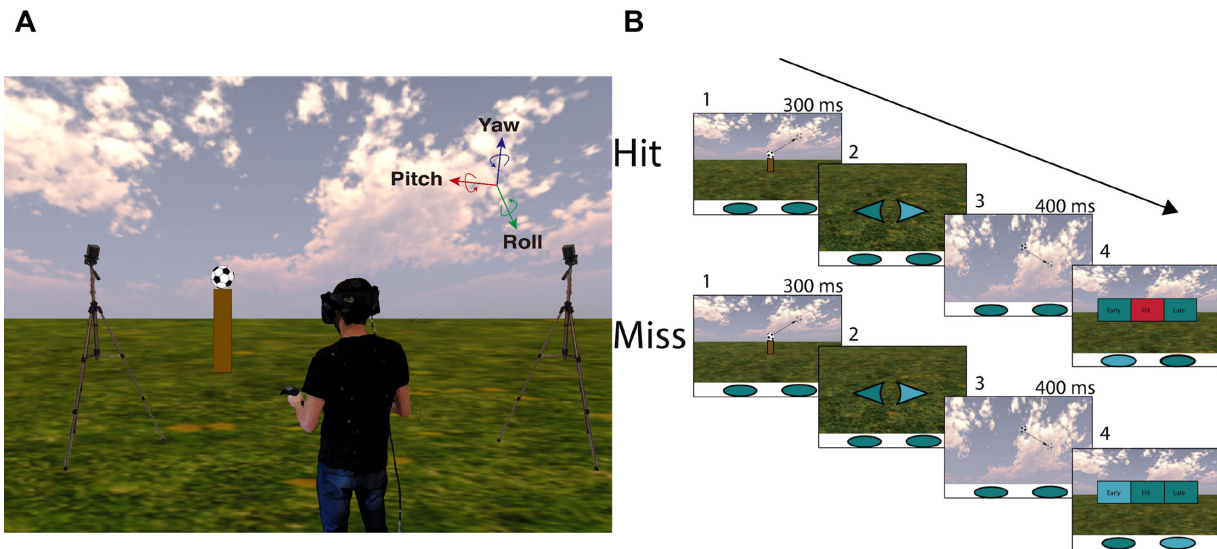 A
B
Yaw
Pitch
Roll
Hit
1
300 ms
2
3
400 ms
4
Early
Hit
Late
Miss
1
300 ms
2
3
400 ms
4
Early
Hit
Late